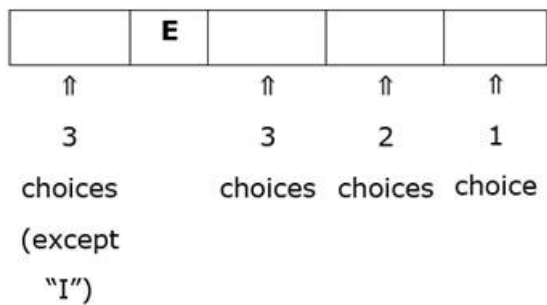 E
⇑ ⇑ ⇑ ⇑
3 3 2 1
choices choices choices choice
(except
“I”)